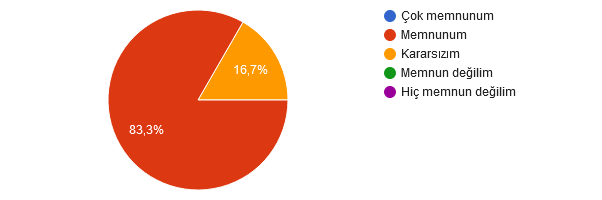 Çok memnunum
Memnunum
Kararsızım
Memnun değilim
Hiç memnun değilim
16,7%
83,3%